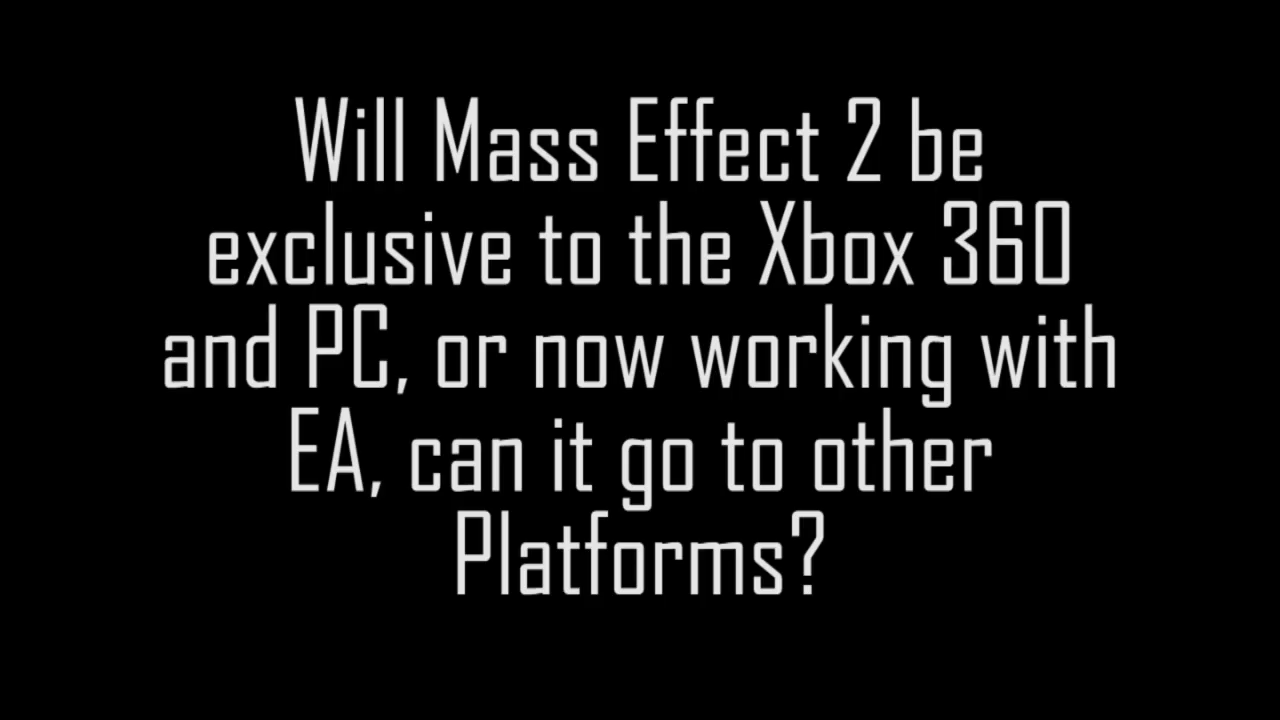 Will Mass Effect 2 be
exclusive to the Xbox 360
and PC, or now working with
EA, can it go to other
Platforms?